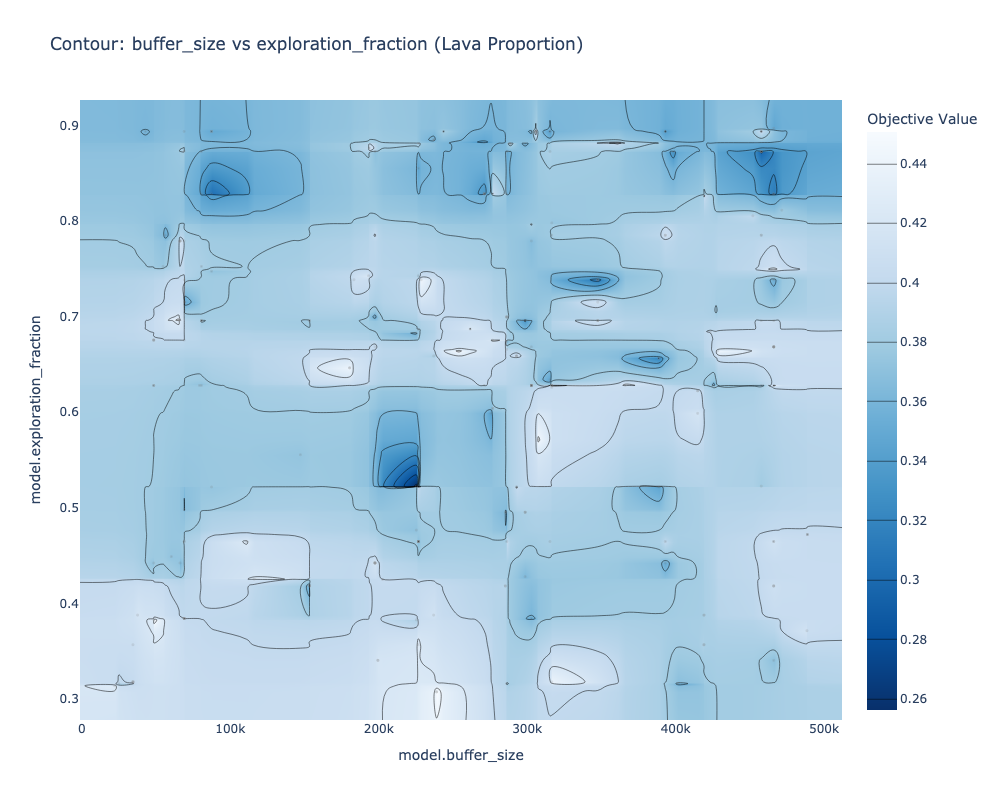 Contour: buffer_size vs exploration_fraction (Lava Proportion)
Objective Value
0.9
0.8
0.7
0.6
0.5
0.4
0.3
model.exploration_fraction
0
100k
200k
300k
400k
500k
model.buffer_size
0.44
0.42
0.4
0.38
0.36
0.34
0.32
0.3
0.28
0.26